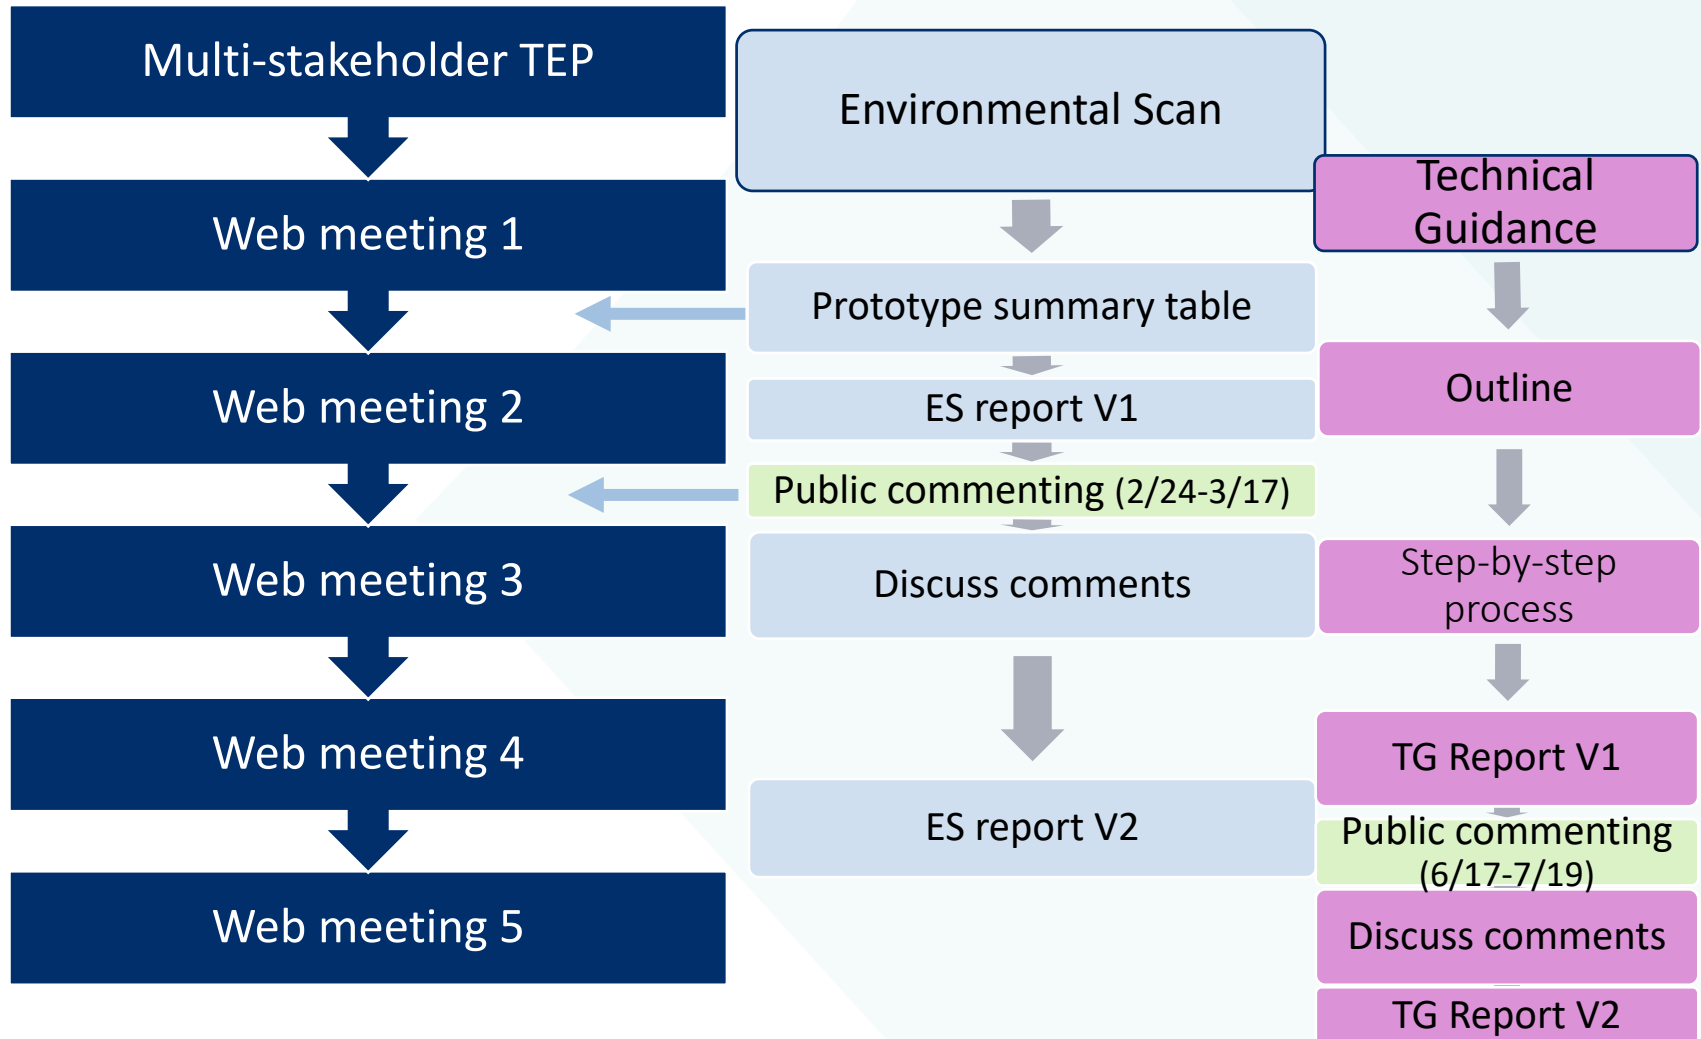 Multi-stakeholder TEP
Web meeting 1
Web meeting 2
Web meeting 3
Web meeting 4
Web meeting 5
Environmental Scan
Prototype summary table
ES report V1
Public commenting (2/24-3/17)
Discuss comments
ES report V2
Technical
Guidance
Outline
Step-by-step
process
TG Report V1
Public commenting
(6/17-7/19)
Discuss comments
TG Report V2